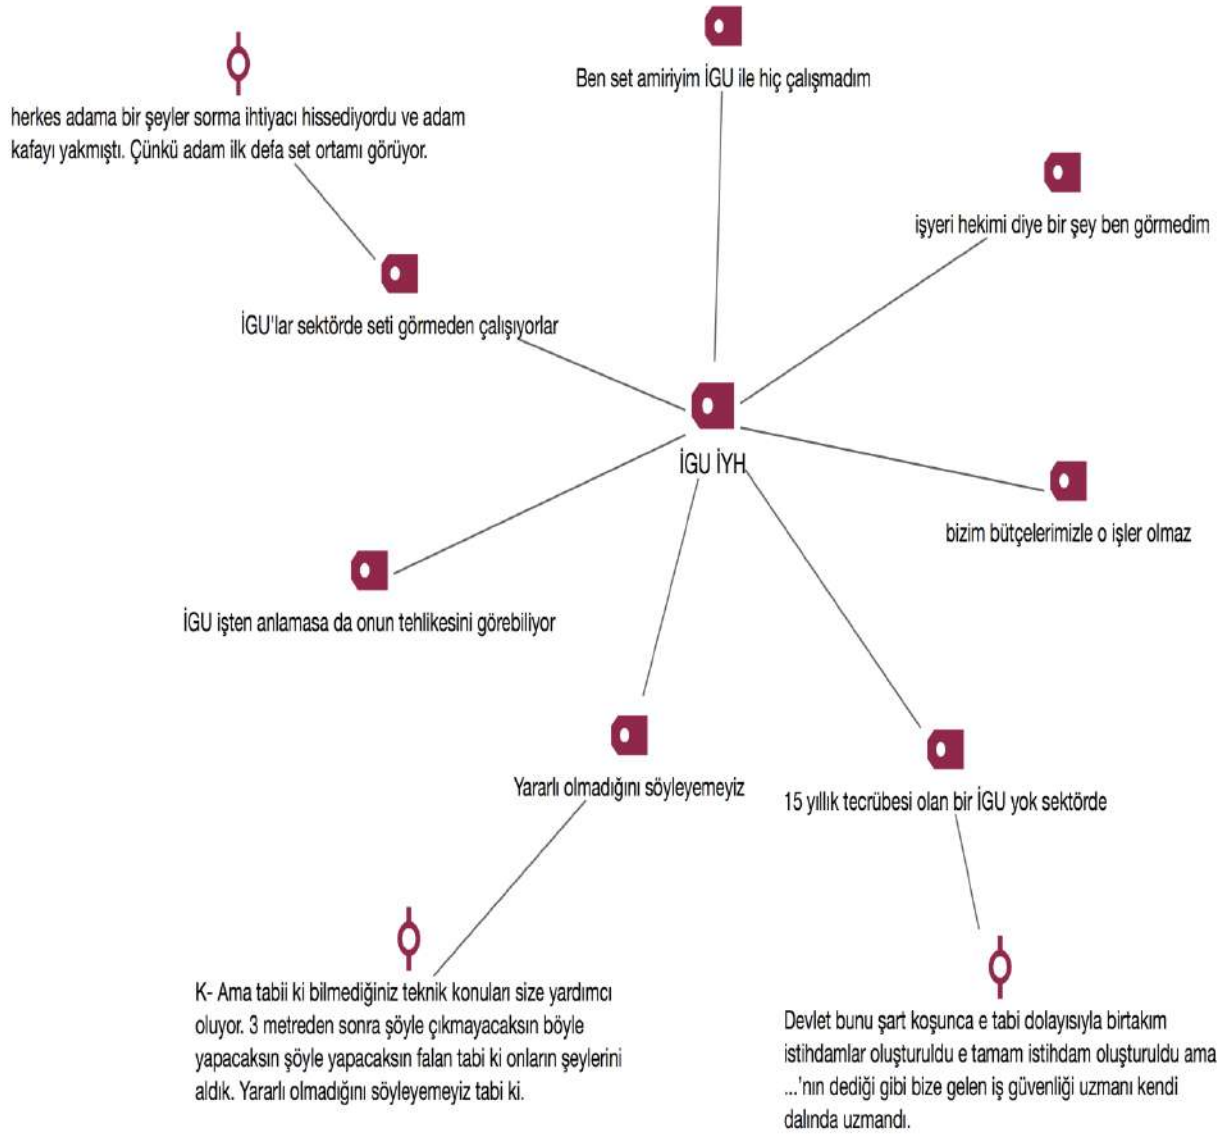 Ben set amiriyim İGU ile hiç çalışmadım
herkes adama bir şeyler sorma ihtiyacı hissediyordu ve adam
kafayı yakmıştı. Çünkü adam ilk defa set ortamı görüyor.
işyeri hekimi diye bir şey ben görmedim
İGU'lar sektörde seti görmeden çalışıyorlar
İGU İYH
bizim bütçelerimizle o işler olmaz
İGU işten anlamasa da onun tehlikesini görebiliyor
Yararlı olmadığını söyleyemeyiz
15 yıllık tecrübesi olan bir İGU yok sektörde
K- Ama tabii ki bilmediğiniz teknik konuları size yardımcı
oluyor. 3 metreden sonra şöyle çıkmayacaksın böyle
yapacaksın şöyle yapacaksın falan tabi ki onların şeylerini
aldık. Yararlı olmadığını söyleyemeyiz tabi ki.
Devlet bunu şart koşunca e tabi dolayısıyla birtakım
istihdamlar oluşturuldu e tamam istihdam oluşturuldu ama
...'nın dediği gibi bize gelen iş güvenliği uzmanı kendi
dalında uzmandı.